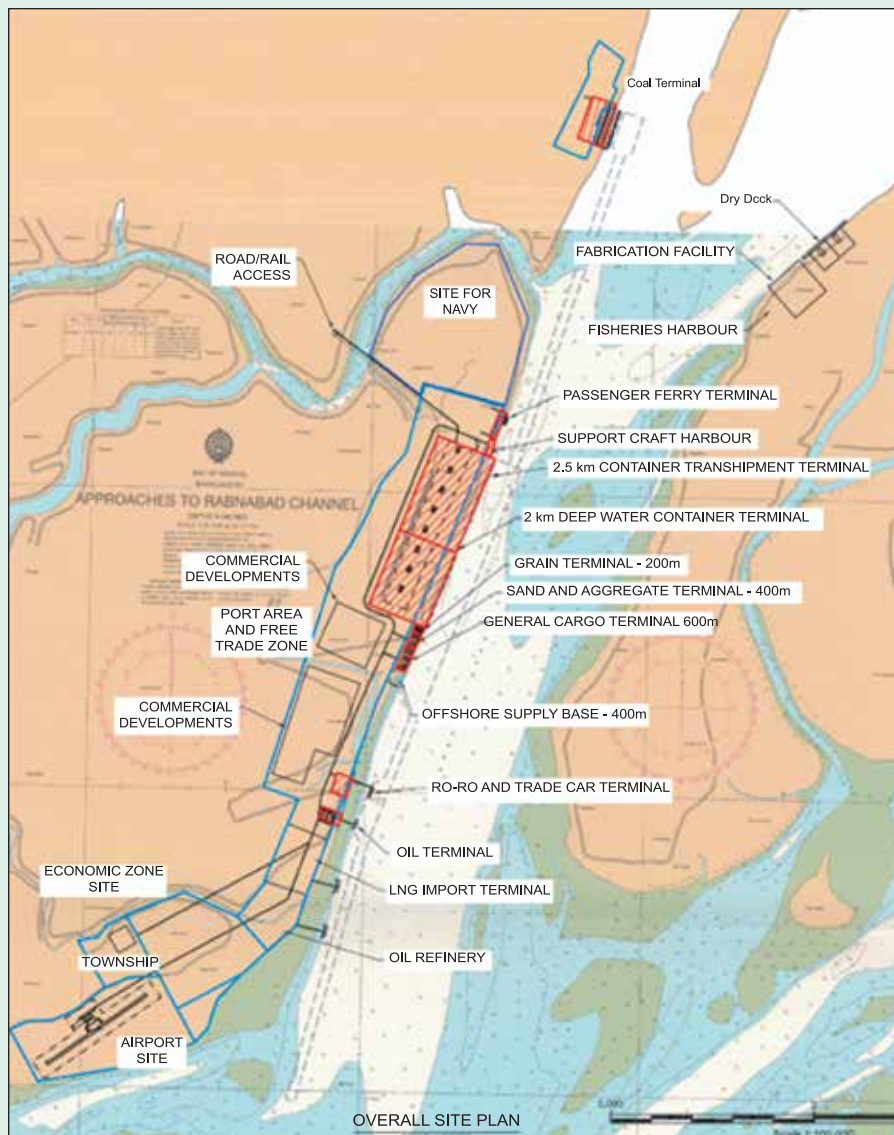 Coal Terminal
Dry Dcck
ROAD/RAIL
ACCESS
FABRICATION FACILITY
SITE FOR
NAVY
FISHERIES HARBOUR
PASSENGER FERRY TERMINAL
SUPPORT CRAFT HARBOUR
2.5 km CONTAINER TRANSHIPMENT TERMINAL
APPROACHES TO RABNABAD CHANNEL
2 km DEEP WATER CONTAINER TERMINAL
COMMERCIAL
DEVELOPMENTS
GRAIN TERMINAL - 200m
SAND AND AGGREGATE TERMINAL - 400m
PORT AREA
AND FREE
TRADE ZONE
GENERAL CARGO TERMINAL 600m
COMMERCIAL
DEVELOPMENTS
OFFSHORE SUPPLY BASE - 400m
RO-RO AND TRADE CAR TERMINAL
OIL TERMINAL
ECONOMIC ZONE
SITE
LNG IMPORT TERMINAL
TOWNSHIP
OIL REFINERY
AIRPORT
SITE
OVERALL SITE PLAN